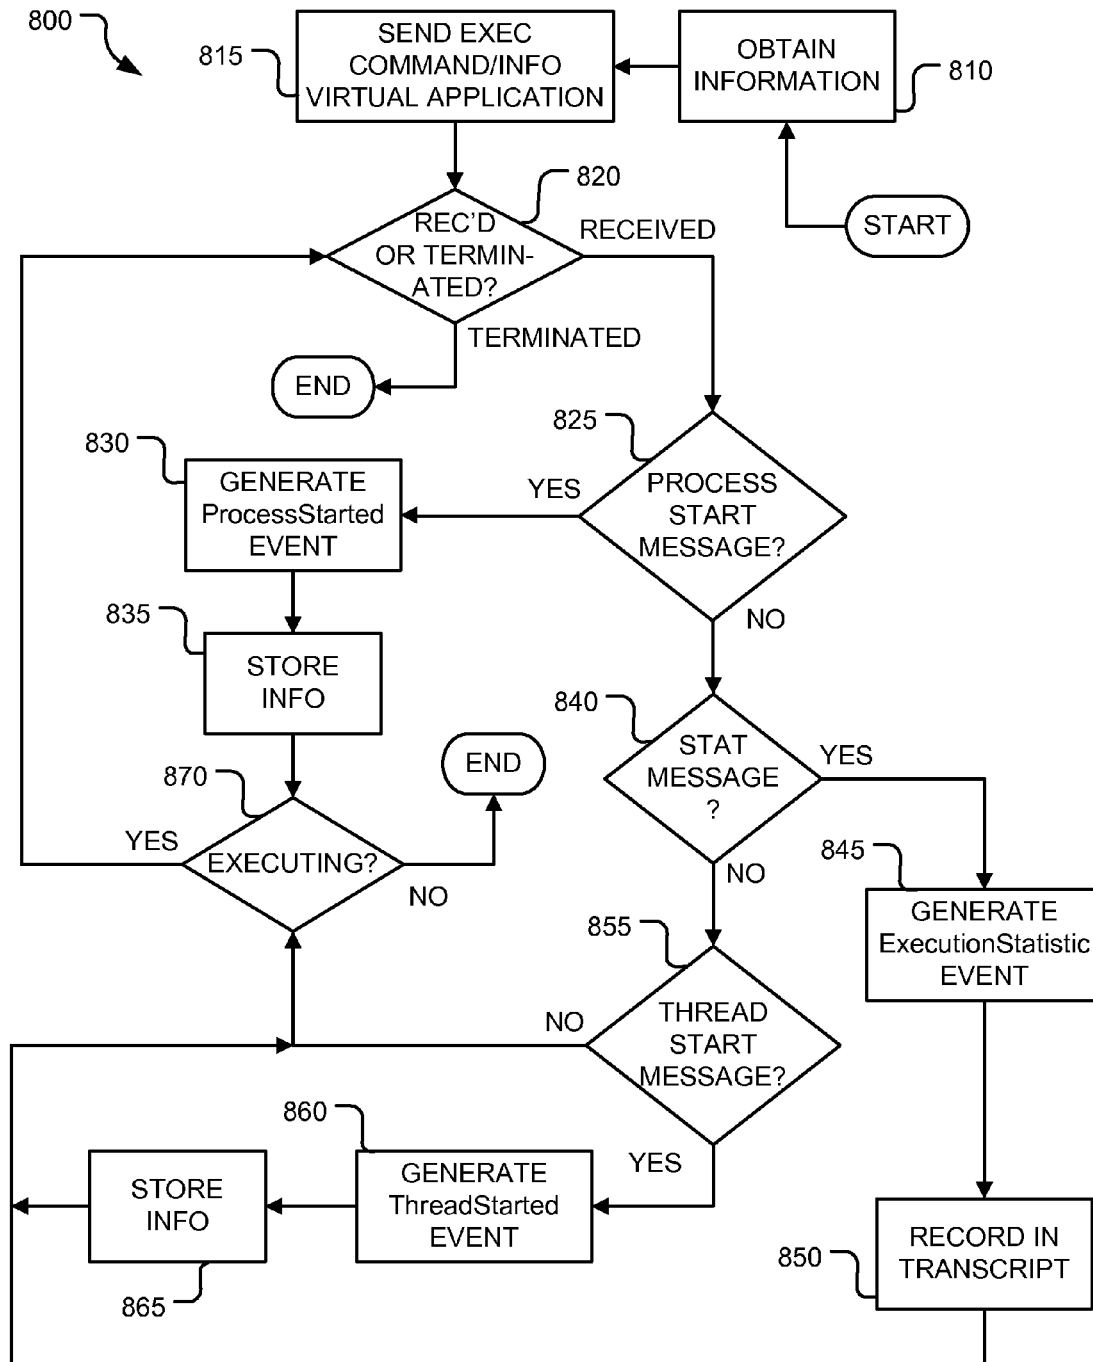 800
815
SEND EXEC
COMMAND/INFO
VIRTUAL APPLICATION
OBTAIN
INFORMATION
810
START
820
REC'D
OR TERMIN-
ATED?
RECEIVED
TERMINATED
END
825
PROCESS
START
MESSAGE?
YES
NO
830
GENERATE
ProcessStarted
EVENT
835
STORE
INFO
840
STAT
MESSAGE
?
YES
NO
END
870
EXECUTING?
YES
NO
845
GENERATE
ExecutionStatistic
EVENT
855
THREAD
START
MESSAGE?
NO
YES
860
GENERATE
ThreadStarted
EVENT
STORE
INFO
865
850
RECORD IN
TRANSCRIPT